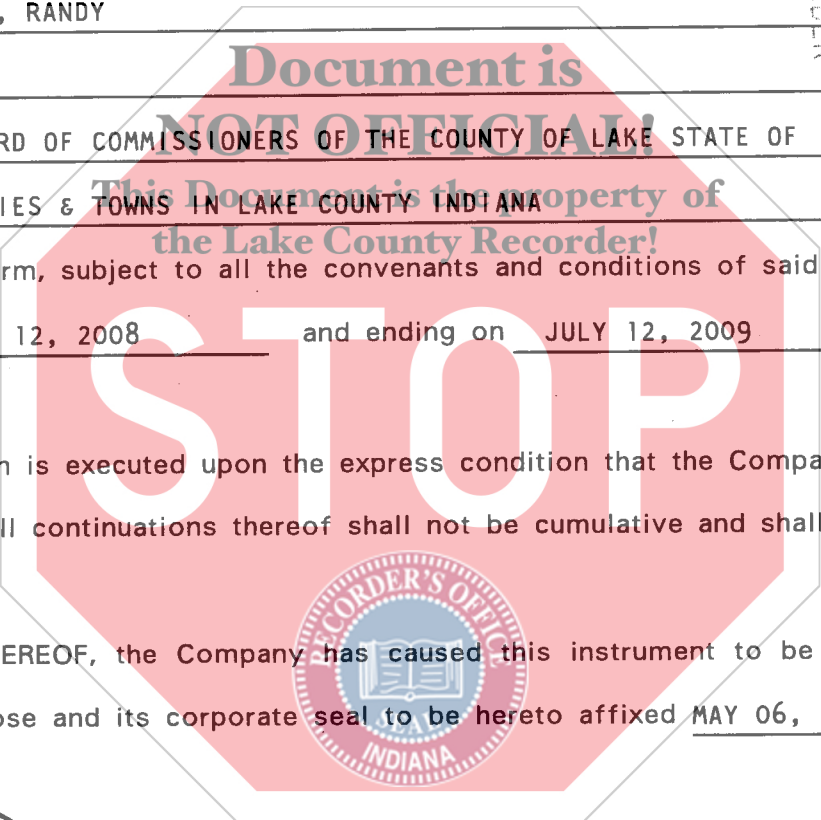 , RANDY
Document is
NOT OFFICIAL!
RD OF COMMISSIONERS OF THE COUNTY OF LAKE STATE OF
This Document is the property of
IES & TOWNS IN LAKE COUNTY INDIANA
the Lake County Recorder!
rm, subject to all the convenants and conditions of said
12, 2008 and ending on JULY 12, 2009
STOP
n is executed upon the express condition that the Compa
ll continuations thereof shall not be cumulative and shall
RECORDER'S OFFICE
EREOF, the Company has caused this instrument to be
ose and its corporate seal to be hereto affixed MAY 06,
SEAL
INDIANA